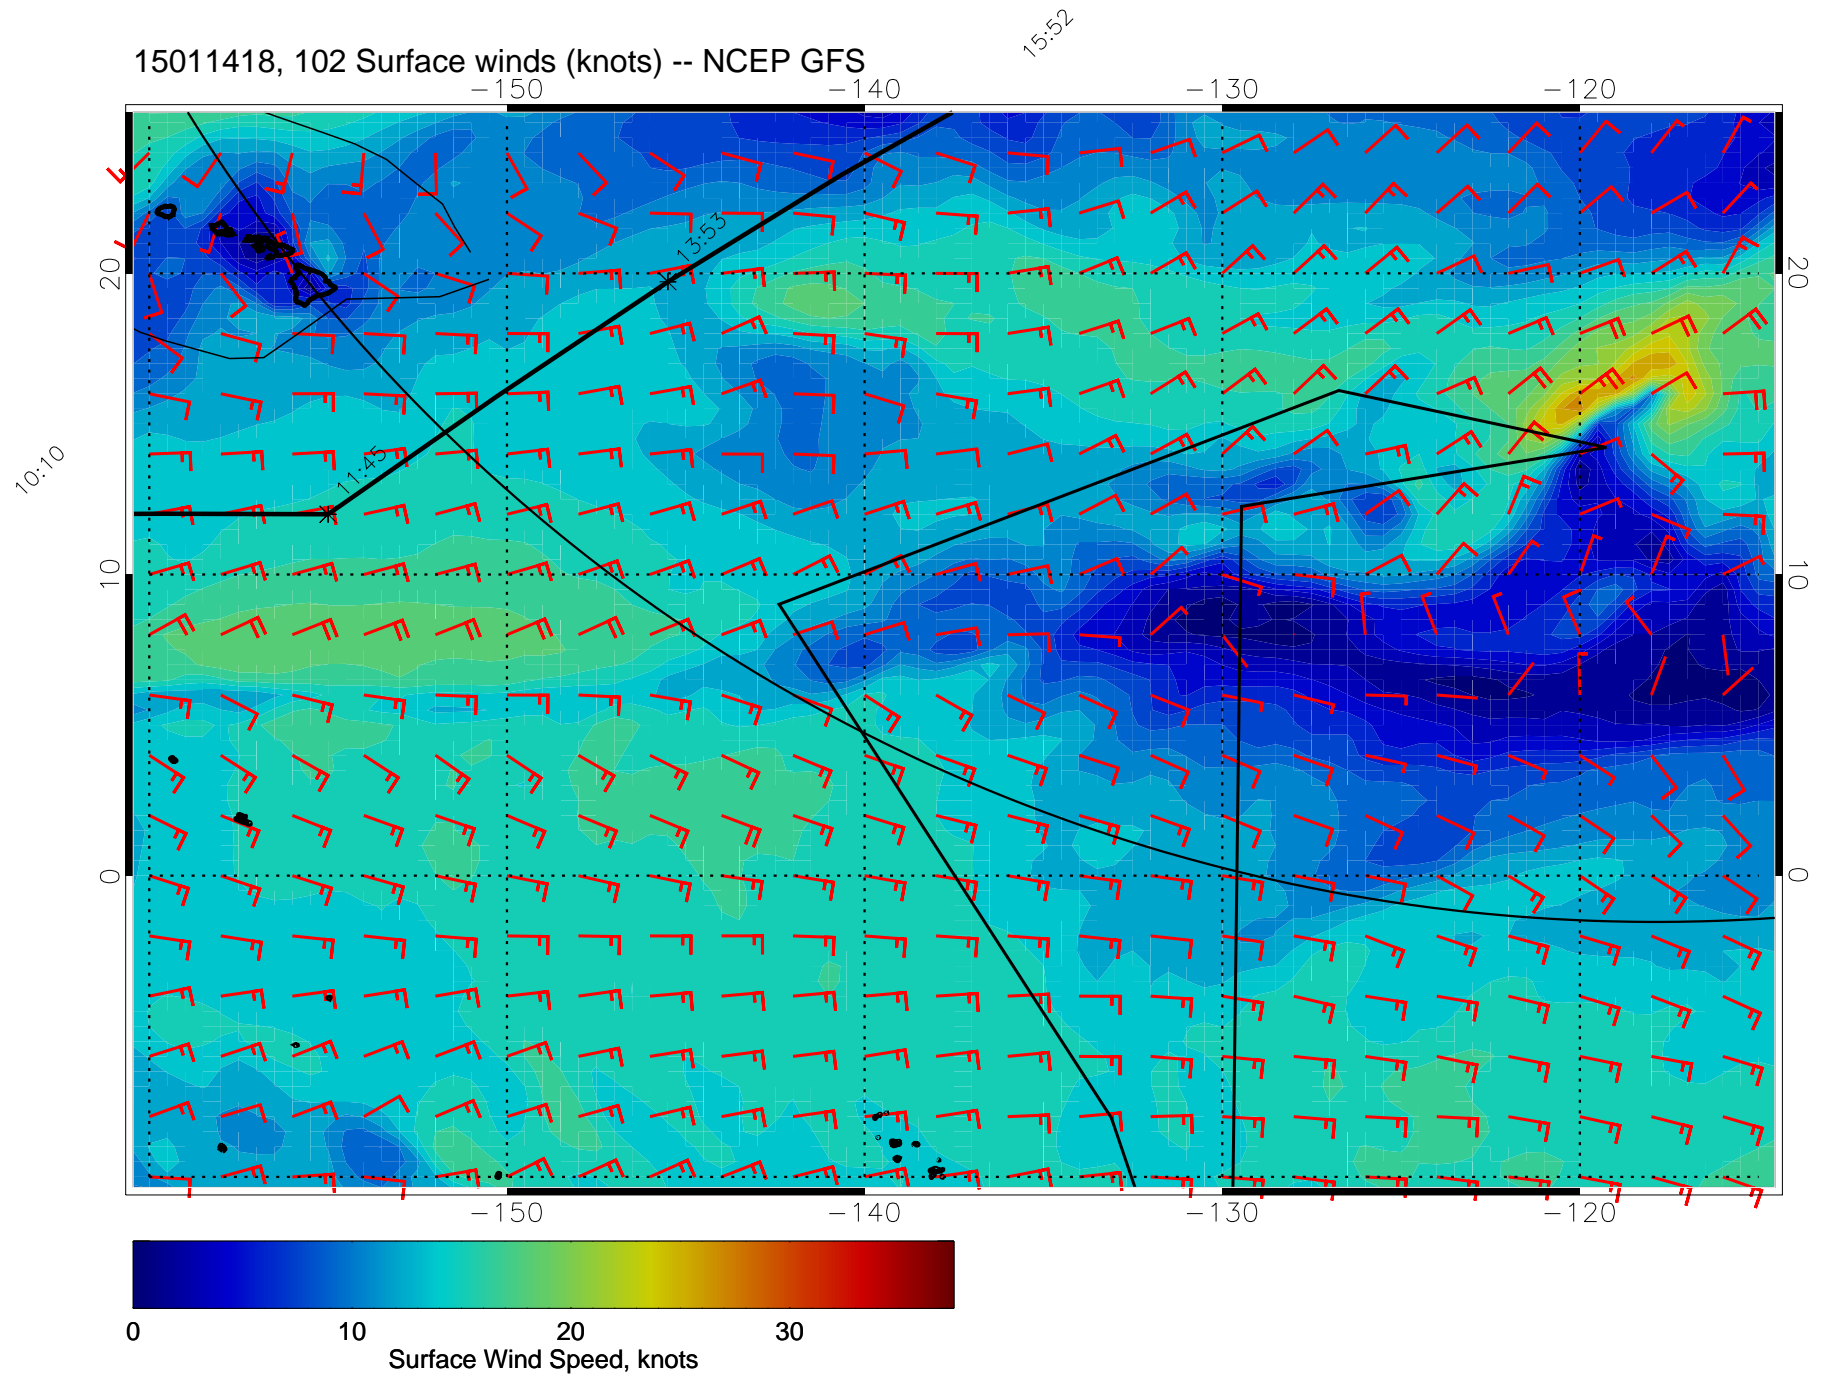 15:52
15011418, 102 Surface winds (knots) -- NCEP GFS
-150 -140 -130 -120
13:53
20 20
11:45
10:10
10 10
0 0
-150 -140 -130 -120
0 10 20 30
Surface Wind Speed, knots